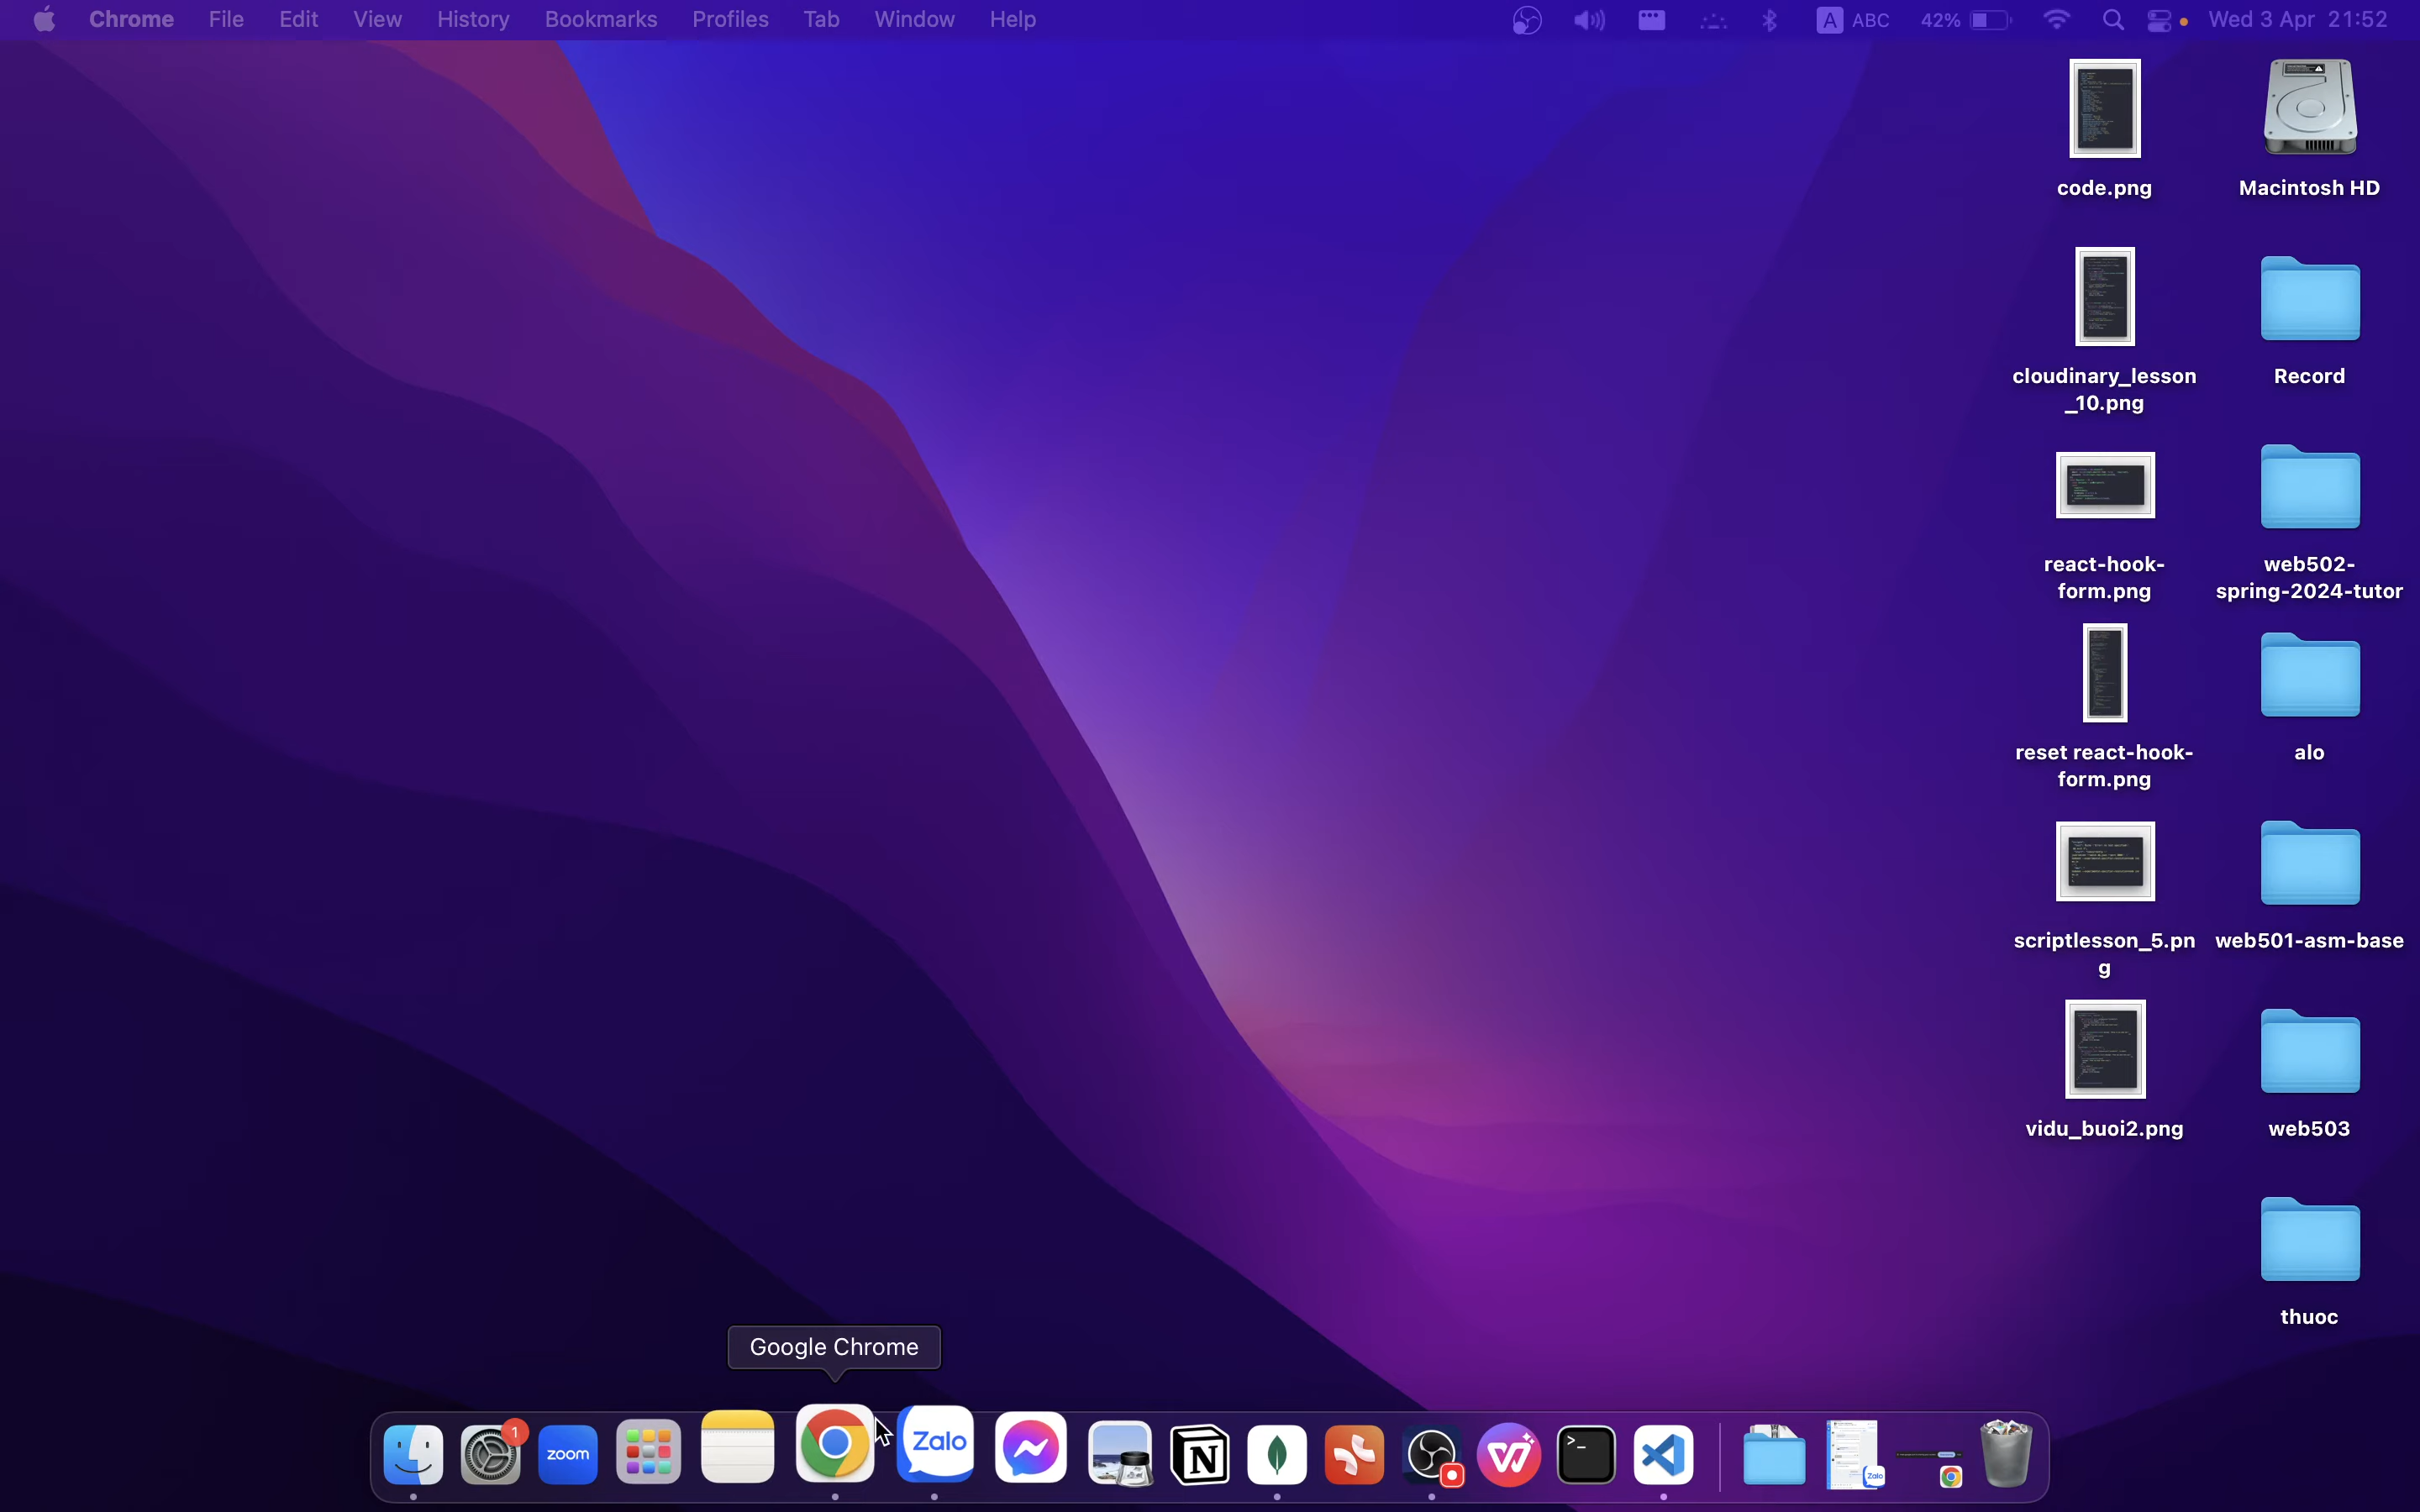 Chrome File Edit View History Bookmarks Profiles Tab Window Help
A ABC 42% Wed 3 Apr 21:52
code.png
Macintosh HD
cloudinary_lesson
_10.png
Record
react-hook-
form.png
web502-
spring-2024-tutor
reset react-hook-
form.png
alo
scriptlesson_5.pn
g
web501-asm-base
vidu_buoi2.png
web503
thuoc
Google Chrome
1
zoom
Zalo